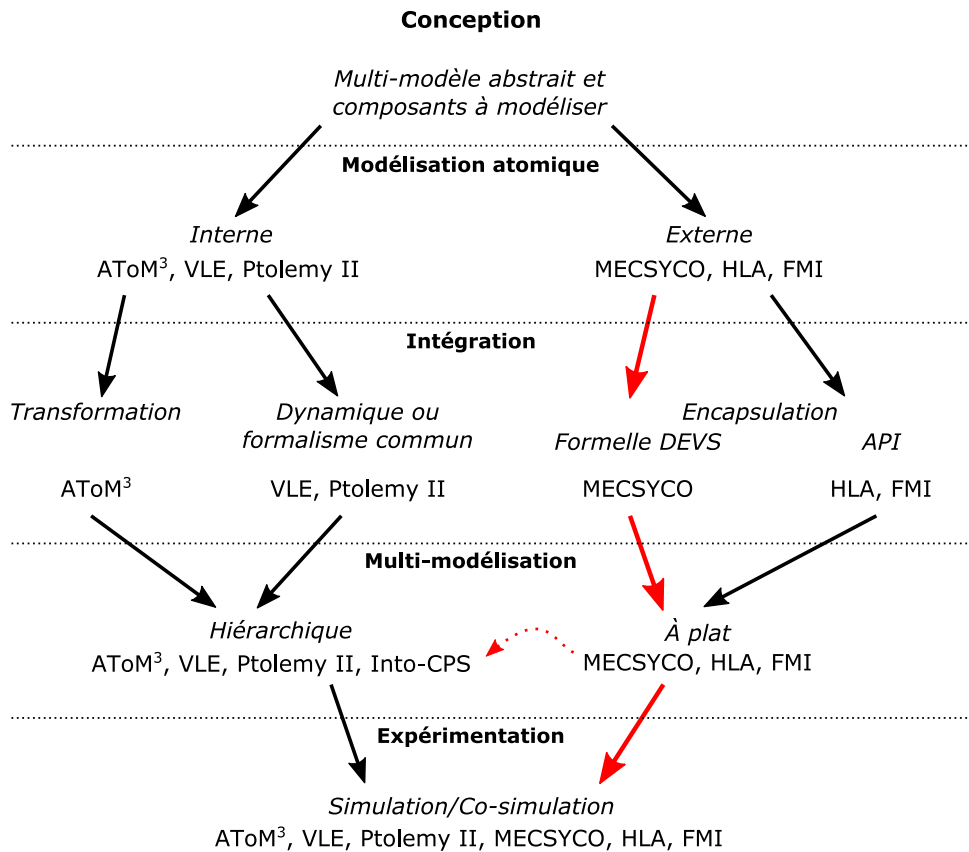 Conception
Multi-modèle abstrait et
composants à modéliser
Modélisation atomique
Interne
AToM³, VLE, Ptolemy II
Externe
MECSYCO, HLA, FMI
Intégration
Transformation
Dynamique ou
formalisme commun
Encapsulation
Formelle DEVS
API
AToM³
VLE, Ptolemy II
MECSYCO
HLA, FMI
Multi-modélisation
Hiérarchique
AToM³, VLE, Ptolemy II, Into-CPS
À plat
MECSYCO, HLA, FMI
Expérimentation
Simulation/Co-simulation
AToM³, VLE, Ptolemy II, MECSYCO, HLA, FMI